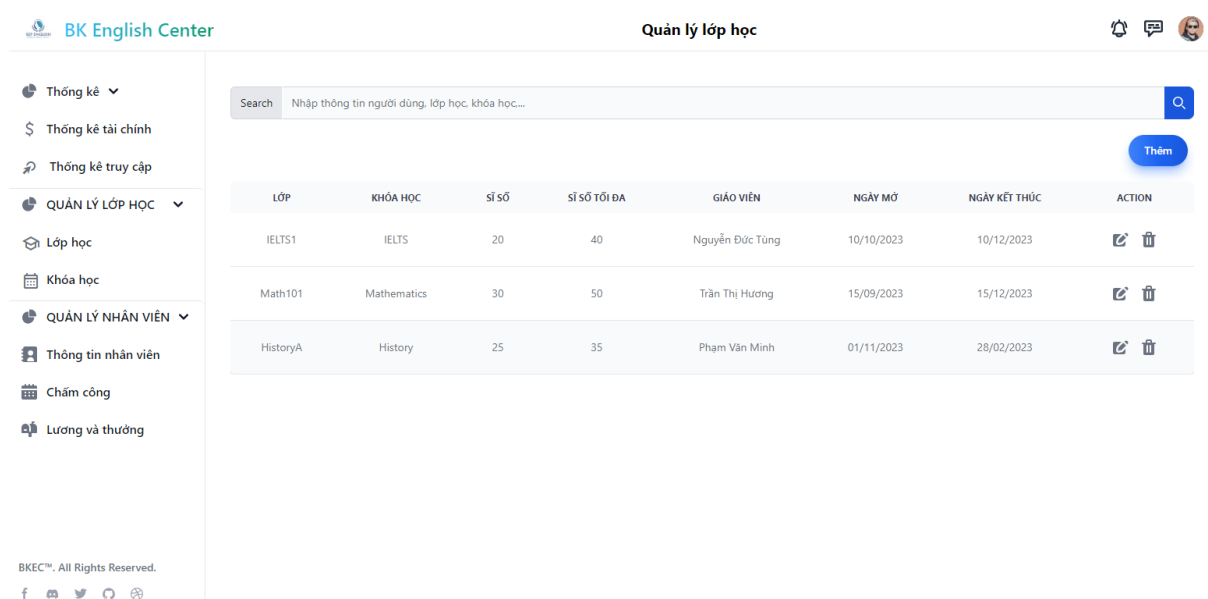 BK English Center
Quản lý lớp học
Thống kê
Thống kê tài chính
Thống kê truy cập
QUẢN LÝ LỚP HỌC
Lớp học
Khóa học
QUẢN LÝ NHÂN VIÊN
Thông tin nhân viên
Chấm công
Lương và thưởng
BKEC™. All Rights Reserved.
Search Nhập thông tin người dùng, lớp học, khóa học,...
Thêm
LỚP KHÓA HỌC SĨ SỐ SĨ SỐ TỐI ĐA GIÁO VIÊN NGÀY MỞ NGÀY KẾT THÚC ACTION
IELTS1 IELTS 20 40 Nguyễn Đức Tùng 10/10/2023 10/12/2023
Math101 Mathematics 30 50 Trần Thị Hương 15/09/2023 15/12/2023
HistoryA History 25 35 Phạm Văn Minh 01/11/2023 28/02/2023